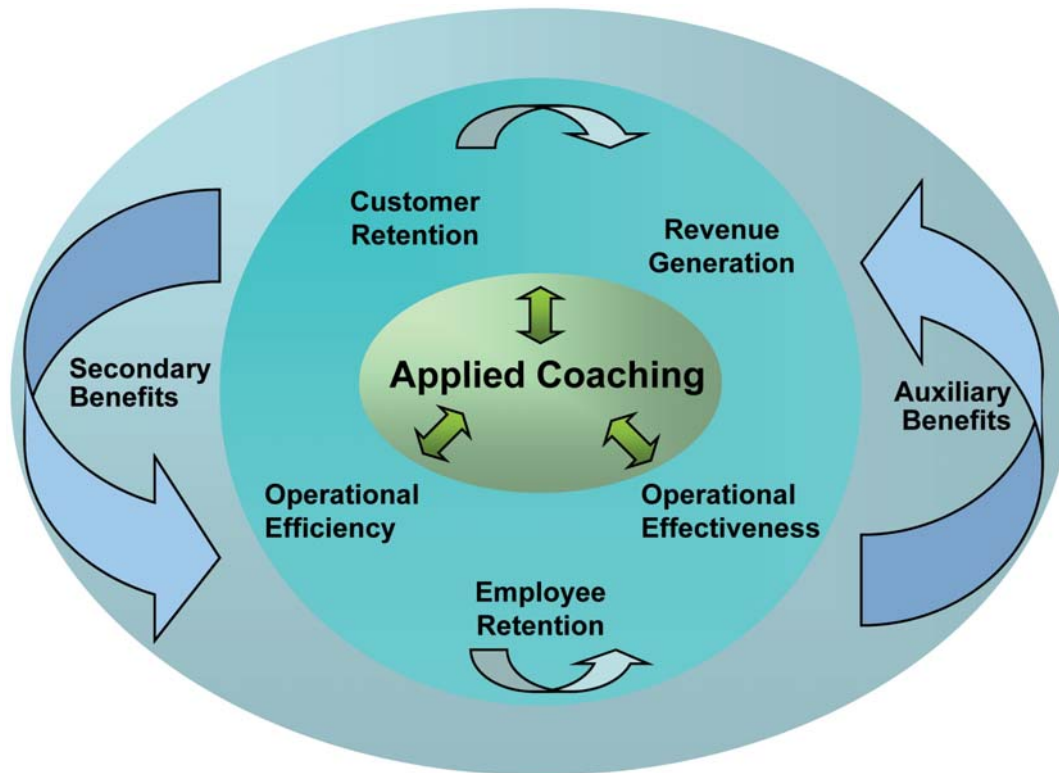 Customer
Retention
Revenue
Generation
Secondary
Benefits
Applied Coaching
Auxiliary
Benefits
Operational
Efficiency
Operational
Effectiveness
Employee
Retention